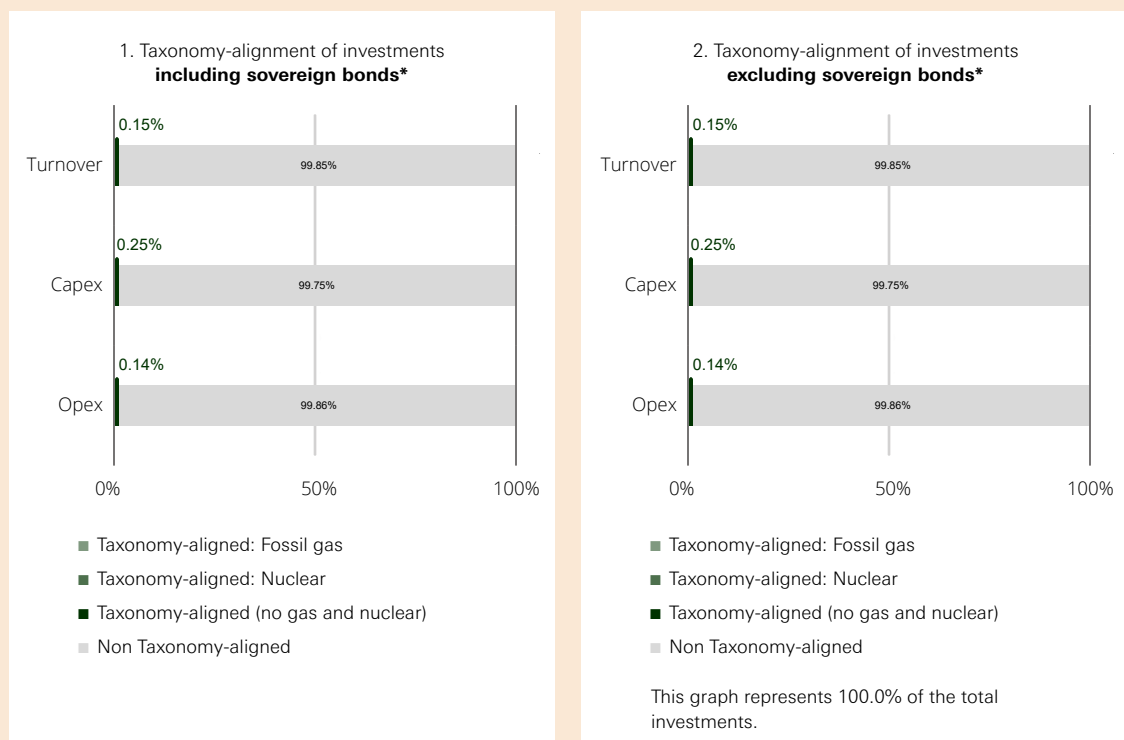 1. Taxonomy-alignment of investments
including sovereign bonds*
0.15%
Turnover
99.85%
0.25%
Capex
99.75%
0.14%
Opex
99.86%
0%
50%
100%
Taxonomy-aligned: Fossil gas
Taxonomy-aligned: Nuclear
Taxonomy-aligned (no gas and nuclear)
Non Taxonomy-aligned
2. Taxonomy-alignment of investments
excluding sovereign bonds*
0.15%
Turnover
99.85%
0.25%
Capex
99.75%
0.14%
Opex
99.86%
0%
50%
100%
Taxonomy-aligned: Fossil gas
Taxonomy-aligned: Nuclear
Taxonomy-aligned (no gas and nuclear)
Non Taxonomy-aligned
This graph represents 100.0% of the total
investments.